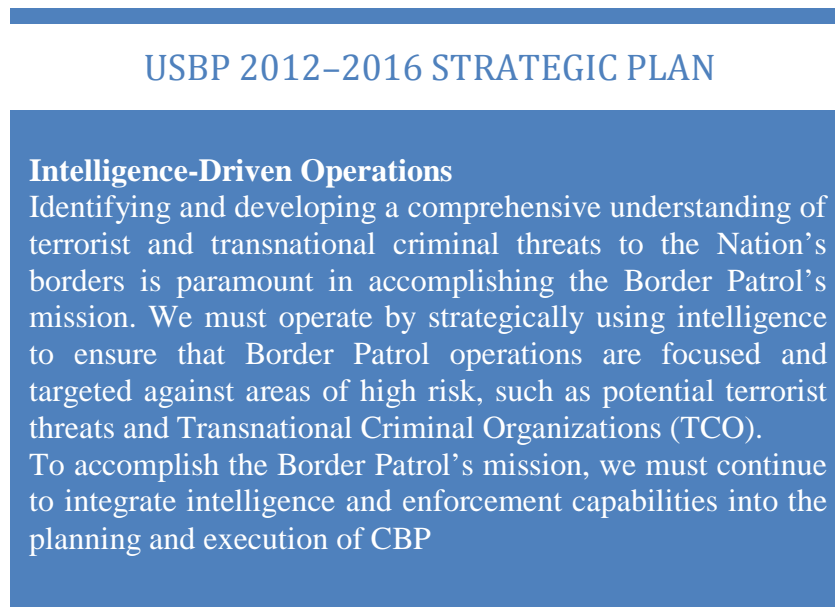 USBP 2012–2016 STRATEGIC PLAN
Intelligence-Driven Operations
Identifying and developing a comprehensive understanding of
terrorist and transnational criminal threats to the Nation’s
borders is paramount in accomplishing the Border Patrol’s
mission. We must operate by strategically using intelligence
to ensure that Border Patrol operations are focused and
targeted against areas of high risk, such as potential terrorist
threats and Transnational Criminal Organizations (TCO).
To accomplish the Border Patrol’s mission, we must continue
to integrate intelligence and enforcement capabilities into the
planning and execution of CBP